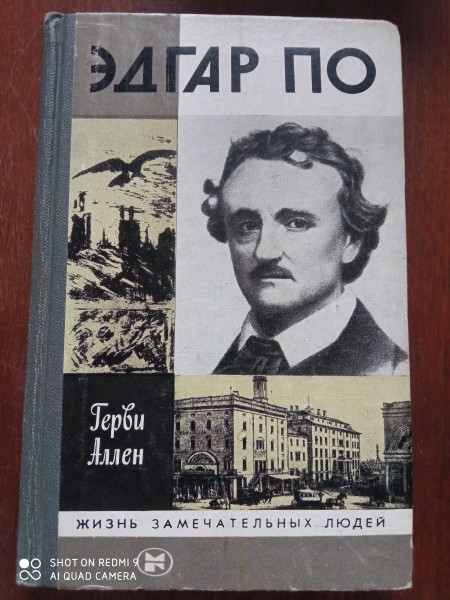 ЭДГАР ПО
Герви
Аллен
ЖИЗНЬ ЗАМЕЧАТЕЛЬНЫХ ЛЮДЕЙ
SHOT ON REDMI 9
AI QUAD CAMERA